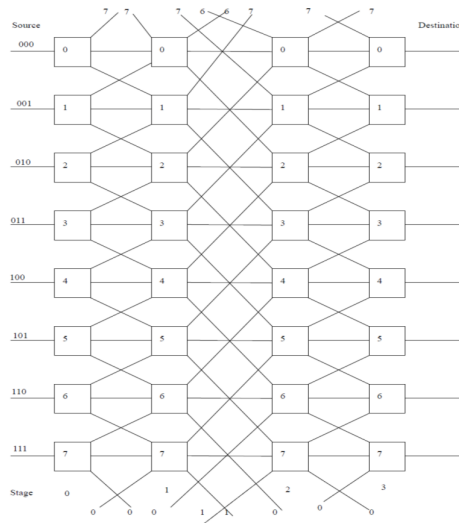 7 7 7 6 6 7 7 7
Source Destinatio
000 0 0 0 0
001 1 1 1 1
010 2 2 2 2
011 3 3 3 3
100 4 4 4 4
101 5 5 5 5
110 6 6 6 6
111 7 7 7 7
Stage 0 1 2 3
0 0 0 1 1 0 0 0